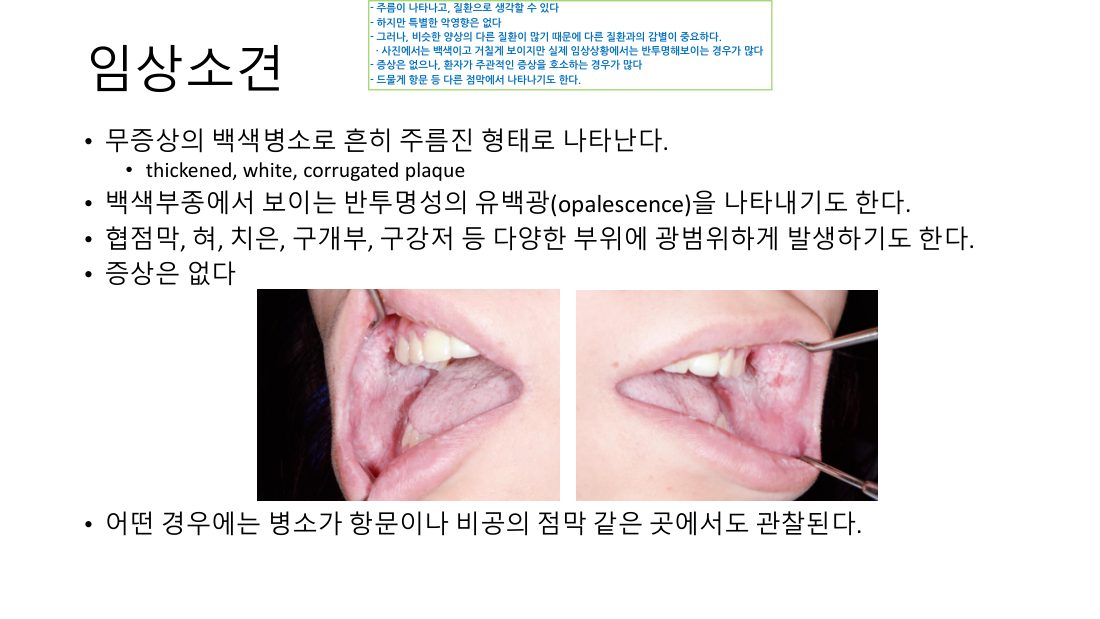 - 주름이 나타나고, 질환으로 생각할 수 있다
- 하지만 특별한 악영향은 없다
- 그러나, 비슷한 양상의 다른 질환이 많기 때문에 다른 질환과의 감별이 중요하다.
· 사진에서는 백색이고 거칠게 보이지만 실제 임상상황에서는 반투명해보이는 경우가 많다
- 증상은 없으나, 환자가 주관적인 증상을 호소하는 경우가 많다
- 드물게 항문 등 다른 점막에서 나타나기도 한다.
임상소견
• 무증상의 백색병소로 흔히 주름진 형태로 나타난다.
• thickened, white, corrugated plaque
• 백색부종에서 보이는 반투명성의 유백광(opalescence)을 나타내기도 한다.
• 협점막, 혀, 치은, 구개부, 구강저 등 다양한 부위에 광범위하게 발생하기도 한다.
• 증상은 없다
• 어떤 경우에는 병소가 항문이나 비공의 점막 같은 곳에서도 관찰된다.